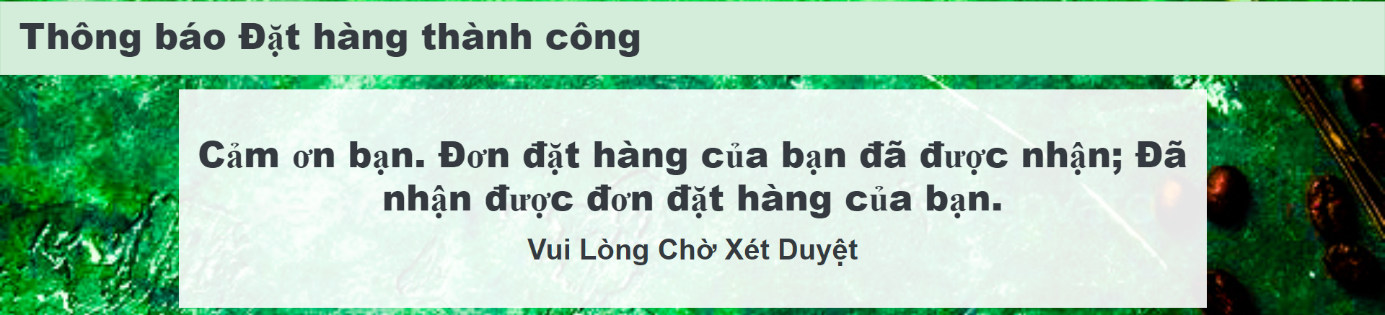 Thông báo Đặt hàng thành công
Cảm ơn bạn. Đơn đặt hàng của bạn đã được nhận; Đã
nhận được đơn đặt hàng của bạn.
Vui Lòng Chờ Xét Duyệt